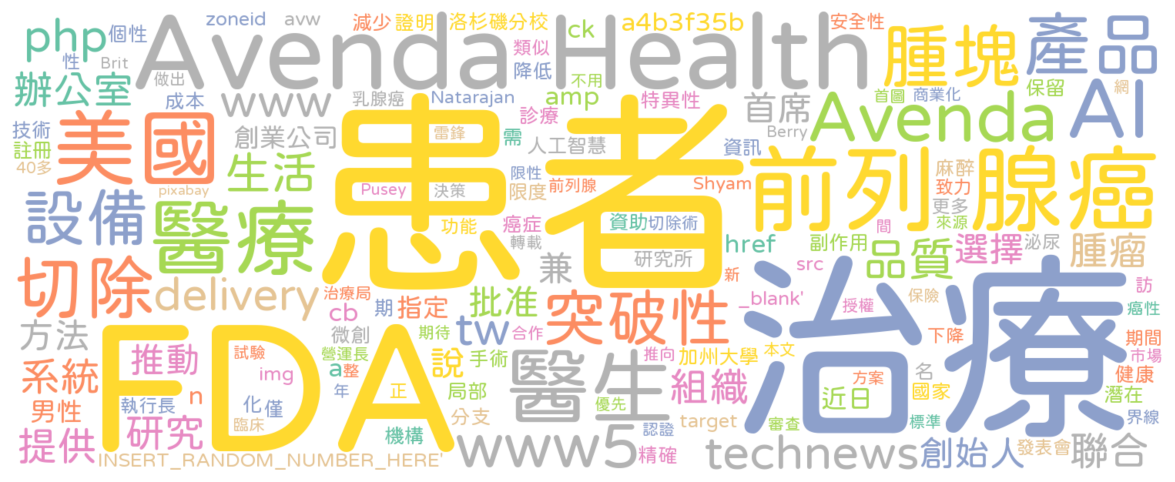 php 個性 zoneid avw 減少 證明 洛杉磯分校 ck a4b3f35b 安全性
性 Brit 做出 Avenda Health 類似 降低 不用 腫塊 產品
辦公室 成本 www 乳腺癌 Natarajan amp 特異性 首席 首圖 商業化 保留 網
技術 註冊 40多 美國 創業公司 雷鋒 診療 需 人工智慧 Berry Avenda AI
生活 pixabay 患者 Pusey 決策 限性 限度 前列腺 Shyam 資訊 前列腺癌 麻醉 致力 更多 來源
設備 醫療 功能 癌症 轉載 資助 切除術 研究所 href 副作用 間 選擇 泌尿 腫瘤
切除 delivery 治療局 cb 期 指定 兼 批准 新 突破性 _blank' src 品質 治療 授權 保險 訪 癌性
方法 微創 期待 合作 tw 下降 期間 市場
系統 推動 FDA 試驗 營運長 a 整 說 手術 醫生 推向 加州大學 本文 方案 名 國家 健康
男性 n img 年 正 局部 優先 組織 近日 潛在
執行長 化 僅 分支 target 審查 標準 界線
提供 研究 臨床 機構 www5 認證 精確 technews 創始人 發表會 聯合
INSERT_RANDOM_NUMBER_HERE'